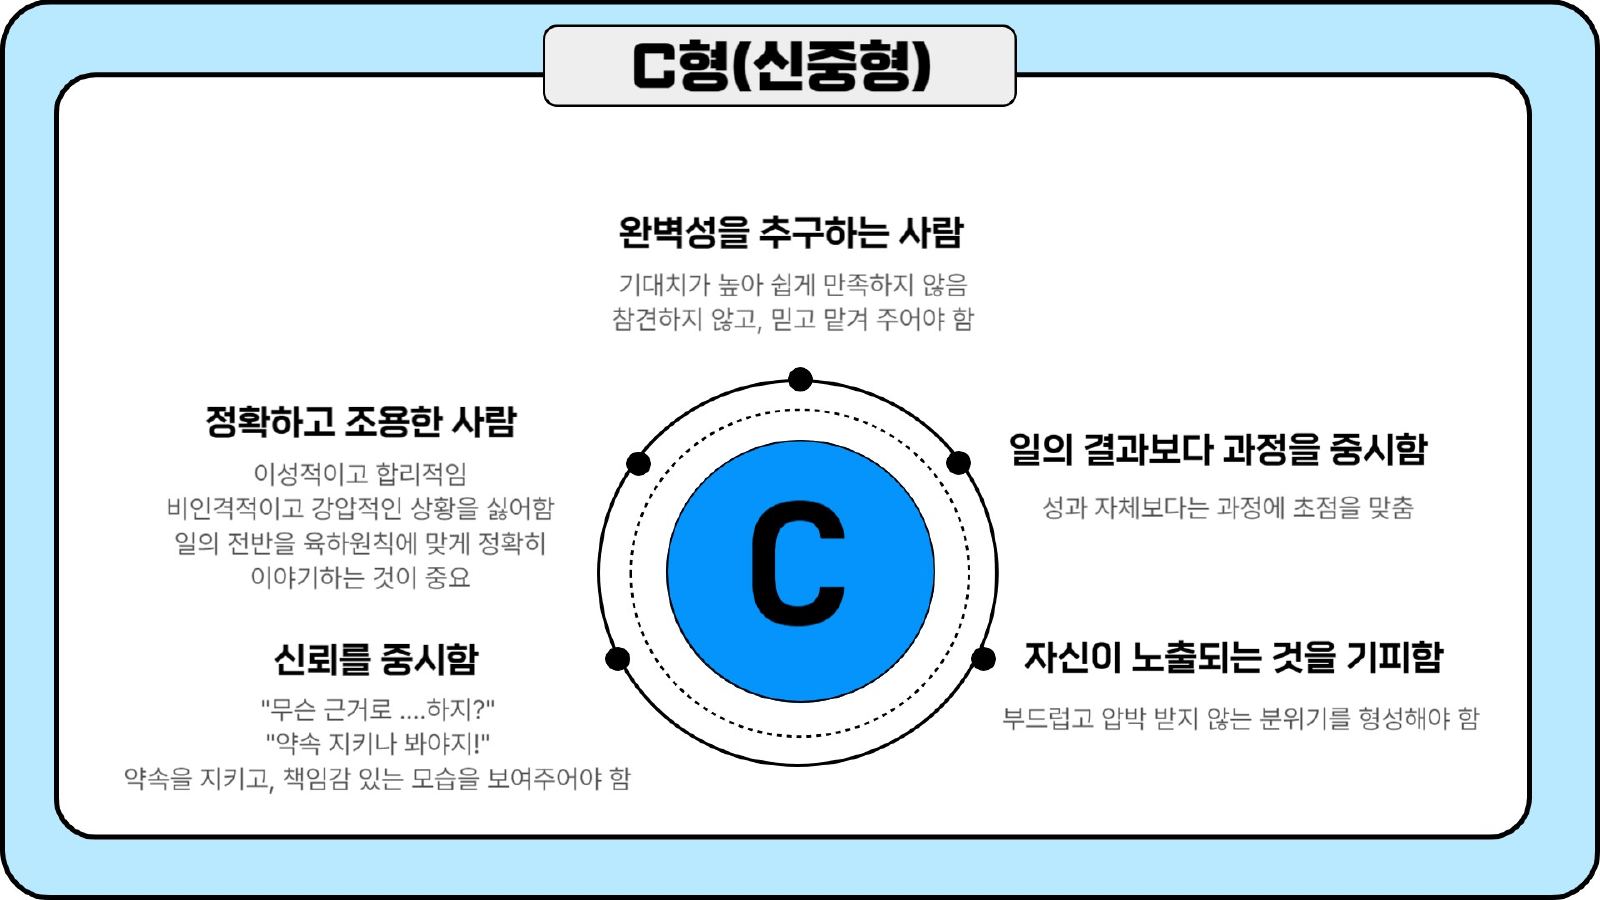 C형(신중형)
완벽성을 추구하는 사람
기대치가 높아 쉽게 만족하지 않음
참견하지 않고, 믿고 맡겨 주어야 함
정확하고 조용한 사람
이성적이고 합리적임
비인격적이고 강압적인 상황을 싫어함
일의 전반을 육하원칙에 맞게 정확히
이야기하는 것이 중요
일의 결과보다 과정을 중시함
성과 자체보다는 과정에 초점을 맞춤
C
신뢰를 중시함
"무슨 근거로 ....하지?"
"약속 지키나 봐야지!"
약속을 지키고, 책임감 있는 모습을 보여주어야 함
자신이 노출되는 것을 기피함
부드럽고 압박 받지 않는 분위기를 형성해야 함